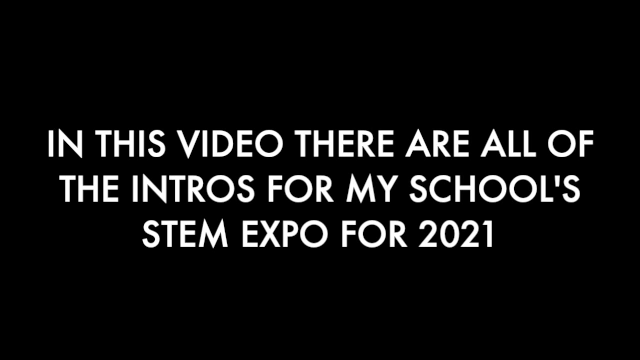 IN THIS VIDEO THERE ARE ALL OF
THE INTROS FOR MY SCHOOL'S
STEM EXPO FOR 2021